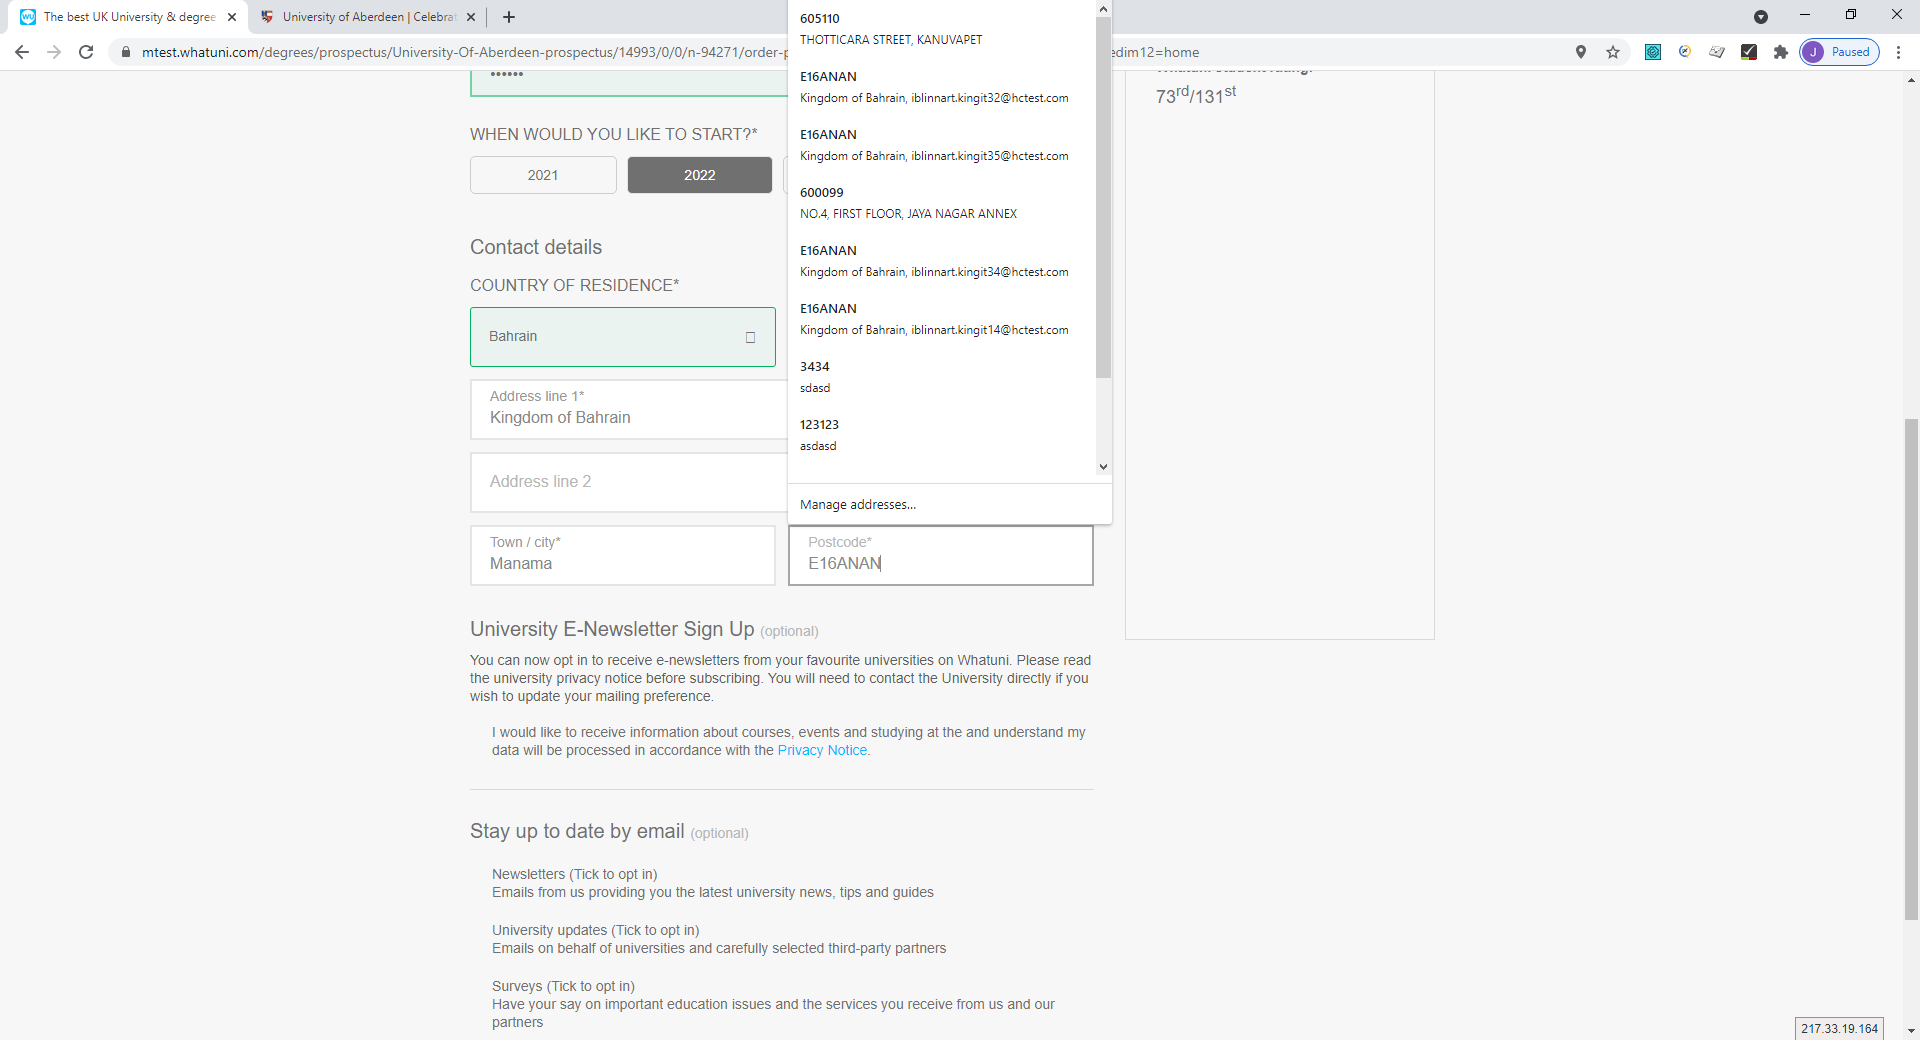 The best UK University & degree
University of Aberdeen | Celebrat
mtest.whatuni.com/degrees/prospectus/University-Of-Aberdeen-prospectus/14993/0/0/n-94271/order-p
edim12=home
J Paused
••••••
73rd/131st
WHEN WOULD YOU LIKE TO START?*
2021
2022
Contact details
COUNTRY OF RESIDENCE*
Bahrain
Address line 1*
Kingdom of Bahrain
Address line 2
Town / city*
Manama
605110
THOTTICARA STREET, KANUVAPET
E16ANAN
Kingdom of Bahrain, iblinnart.kingit32@hctest.com
E16ANAN
Kingdom of Bahrain, iblinnart.kingit35@hctest.com
600099
NO.4, FIRST FLOOR, JAYA NAGAR ANNEX
E16ANAN
Kingdom of Bahrain, iblinnart.kingit34@hctest.com
E16ANAN
Kingdom of Bahrain, iblinnart.kingit14@hctest.com
3434
sdasd
123123
asdasd
Manage addresses...
Postcode*
E16ANAN
University E-Newsletter Sign Up (optional)
You can now opt in to receive e-newsletters from your favourite universities on Whatuni. Please read
the university privacy notice before subscribing. You will need to contact the University directly if you
wish to update your mailing preference.
I would like to receive information about courses, events and studying at the and understand my
data will be processed in accordance with the Privacy Notice.
Stay up to date by email (optional)
Newsletters (Tick to opt in)
Emails from us providing you the latest university news, tips and guides
University updates (Tick to opt in)
Emails on behalf of universities and carefully selected third-party partners
Surveys (Tick to opt in)
Have your say on important education issues and the services you receive from us and our
partners
217.33.19.164